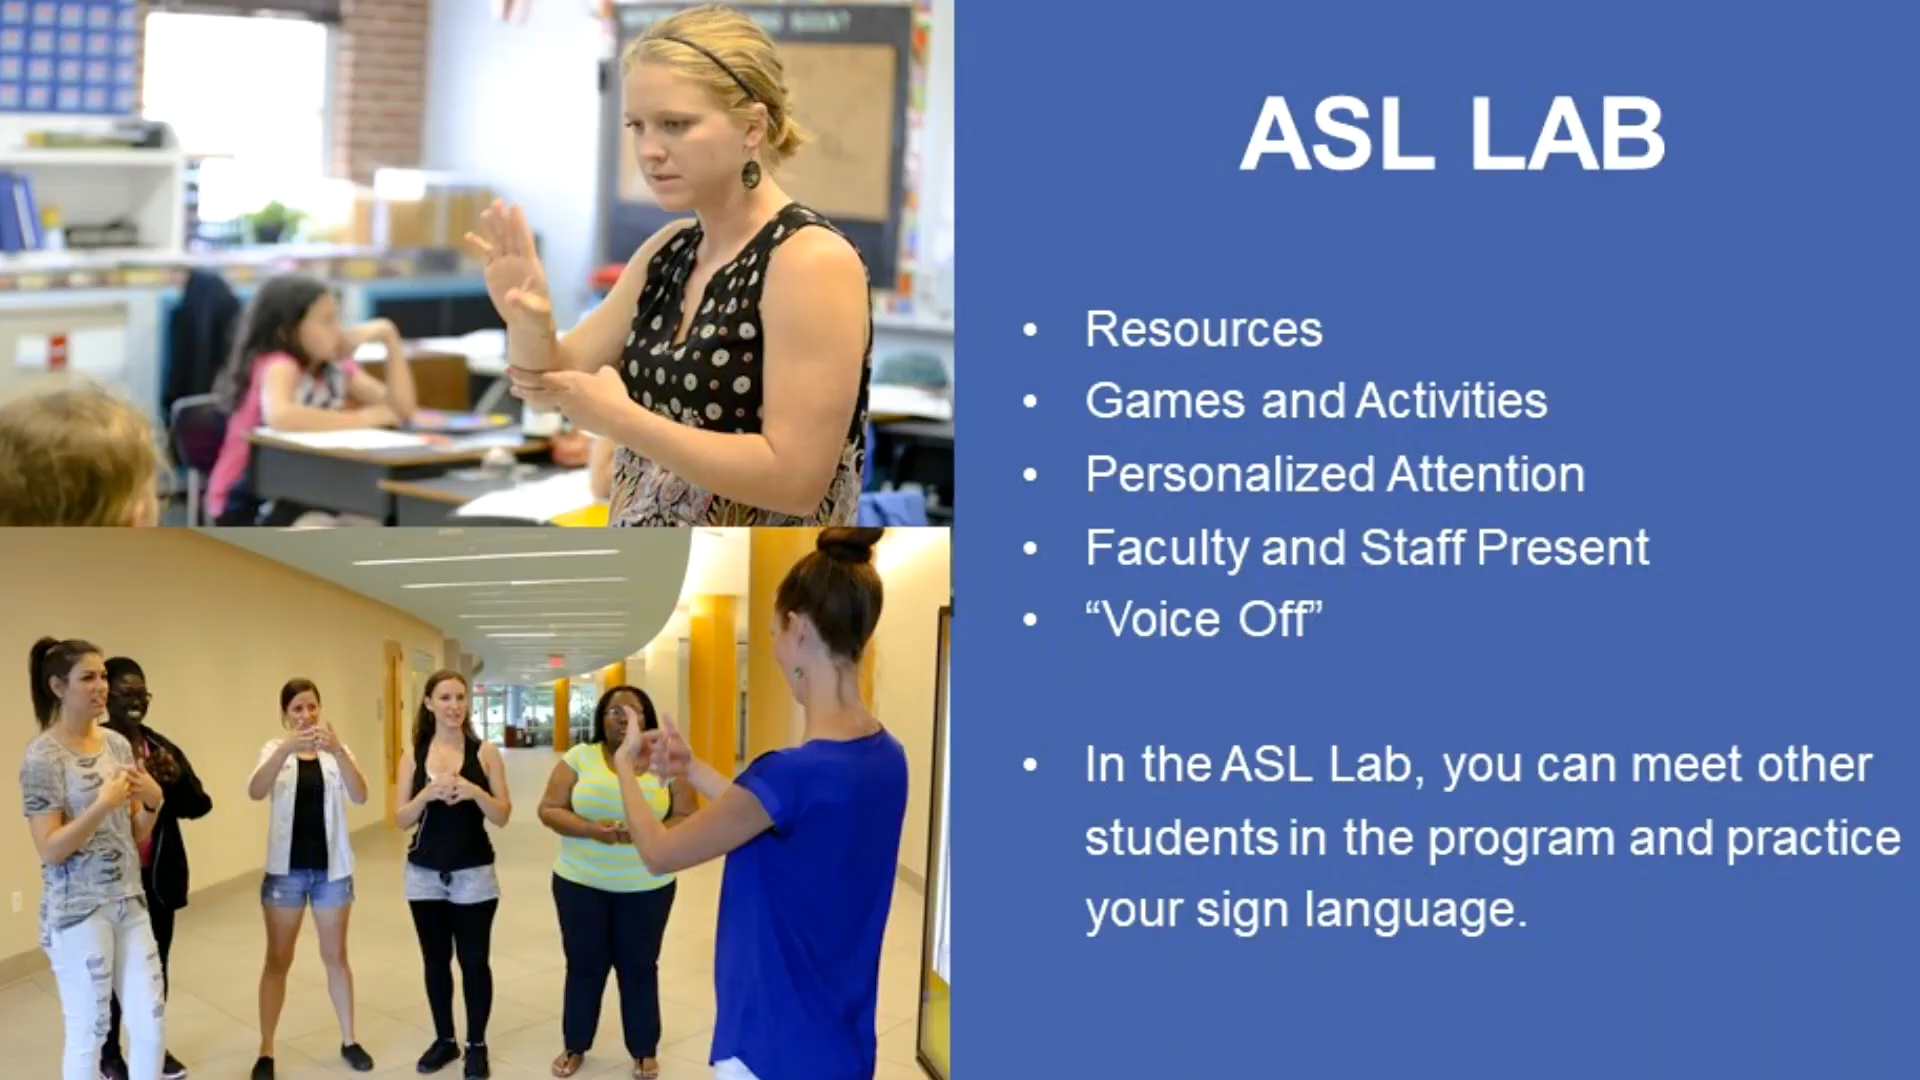 ASL LAB
• Resources
• Games and Activities
• Personalized Attention
• Faculty and Staff Present
• “Voice Off”
• In the ASL Lab, you can meet other
students in the program and practice
your sign language.